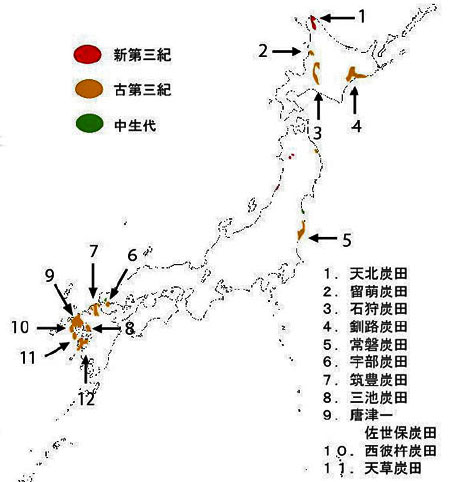 新第三紀
古第三紀
中生代
1
2
3
4
5
6
7
8
9
10
11
12
1．天北炭田
2．留萌炭田
3．石狩炭田
4．釧路炭田
5．常磐炭田
6．宇部炭田
7．筑豊炭田
8．三池炭田
9．唐津ー
佐世保炭田
10．西彼杵炭田
11．天草炭田